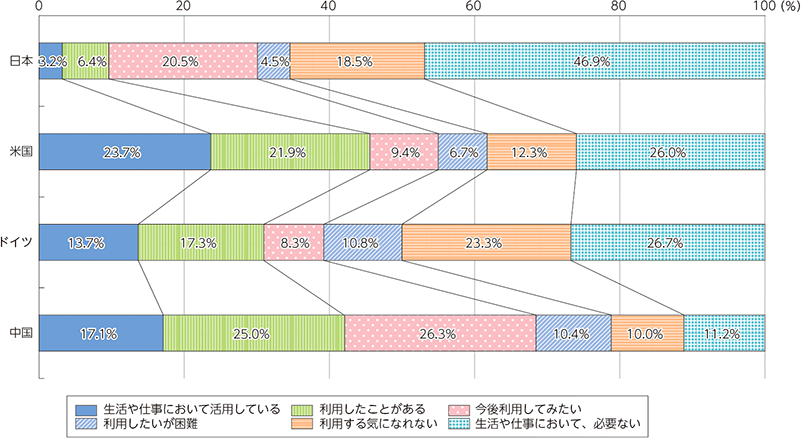 0 20 40 60 80 100 (%)
日本 3.2% 6.4% 20.5% 4.5% 18.5% 46.9%
米国 23.7% 21.9% 9.4% 6.7% 12.3% 26.0%
ドイツ 13.7% 17.3% 8.3% 10.8% 23.3% 26.7%
中国 17.1% 25.0% 26.3% 10.4% 10.0% 11.2%
生活や仕事において活用している 利用したことがある 今後利用してみたい
利用したいが困難 利用する気になれない 生活や仕事において、必要ない